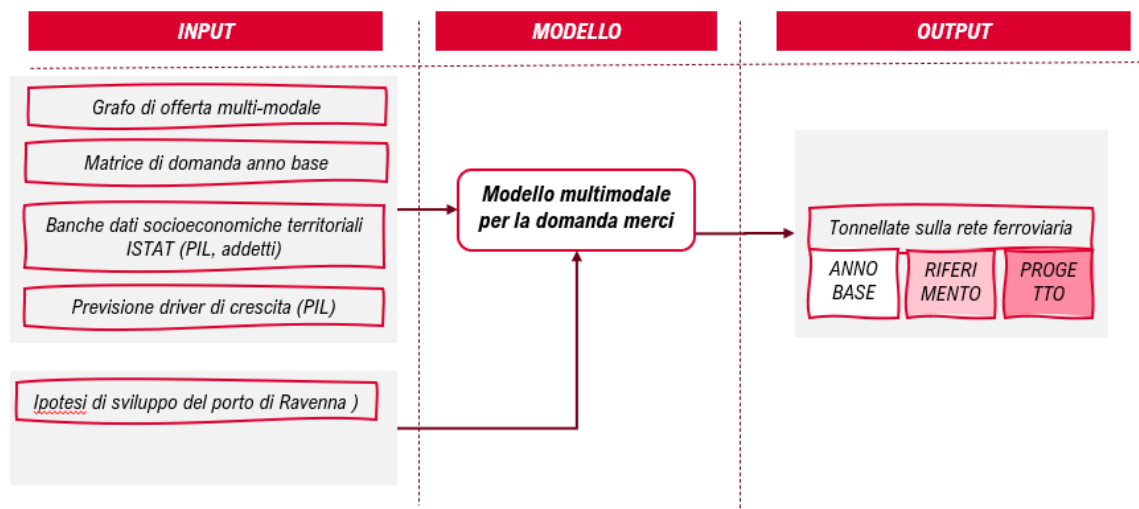 INPUT
MODELLO
OUTPUT
Grafo di offerta multi-modale
Matrice di domanda anno base
Banche dati socioeconomiche territoriali
ISTAT (PIL, addetti)
Previsione driver di crescita (PIL)
Ipotesi di sviluppo del porto di Ravenna )
Modello multimodale
per la domanda merci
Tonnellate sulla rete ferroviaria
ANNO
BASE
RIFERI
MENTO
PROGE
TTO